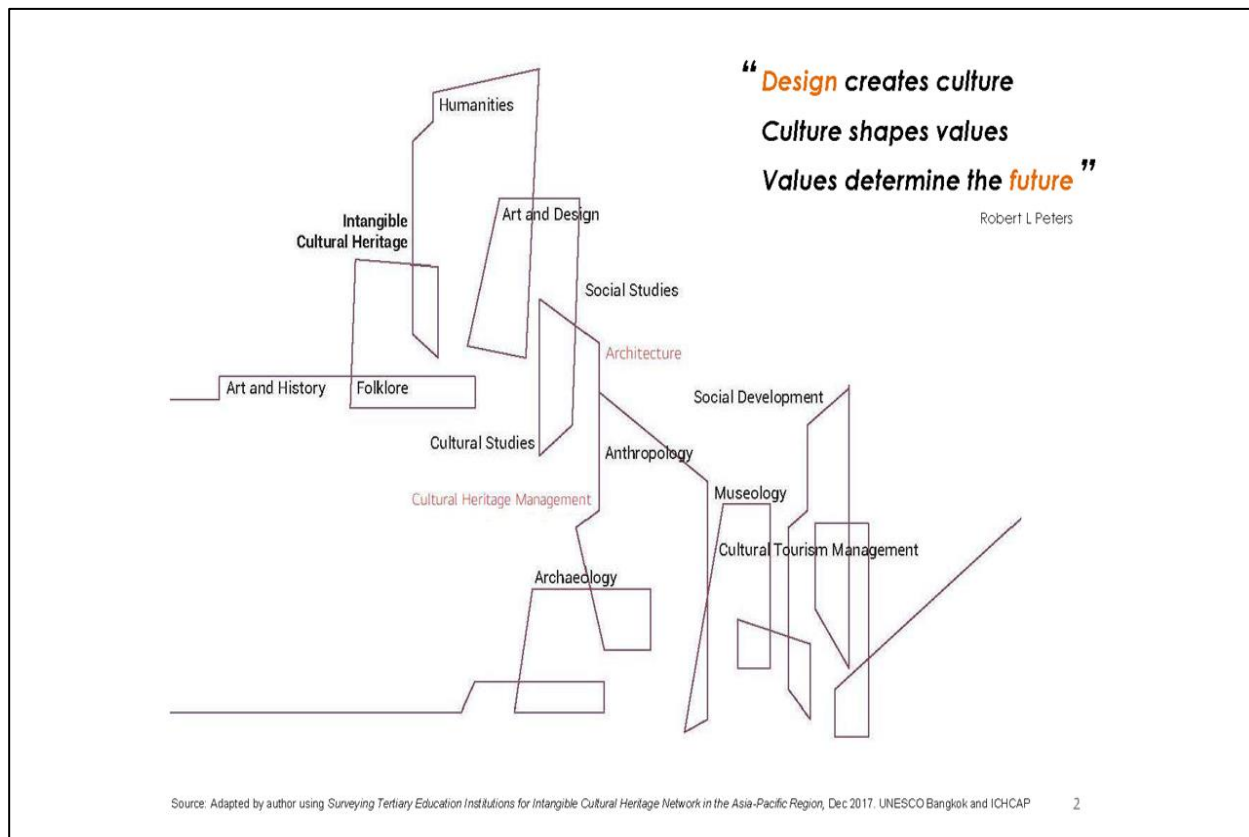 “ Design creates culture
Culture shapes values
Values determine the future ”
Robert L Peters
Humanities
Art and Design
Intangible
Cultural Heritage
Social Studies
Architecture
Art and History
Folklore
Social Development
Cultural Studies
Anthropology
Cultural Heritage Management
Museology
Cultural Tourism Management
Archaeology
Source: Adapted by author using Surveying Tertiary Education Institutions for Intangible Cultural Heritage Network in the Asia-Pacific Region, Dec 2017. UNESCO Bangkok and ICHCAP
2